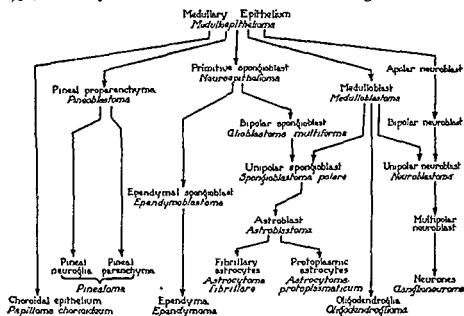 Medullary Epithelium
Medulloepithelioma
Primitive spongioblast
Neuroepithelioma
Apolar neuroblast
Pineal proparenchyma
Pineoblastoma
Medulloblast
Medulloblastoma
Bipolar spongioblast
Glioblastoma multiforme
Bipolar neuroblast
Unipolar spongioblast
Spongioblastoma polare
Unipolar neuroblast
Neuroblastoma
Ependymal spongioblast
Ependymoblastoma
Astroblast
Astroblastoma
Multipolar
neuroblast
Pineal
neuroglia
Pineal
parenchyma
Pinealoma
Fibrillary
astrocytes
Astrocytoma
fibrillare
Protoplasmic
astrocytes
Astrocytoma
protoplasmaticum
Choroidal epithelium
Papilloma chorioideum
Ependyma
Ependymoma
Oligodendroglia
Oligodendroglioma
Neurones
Ganglioneuroma